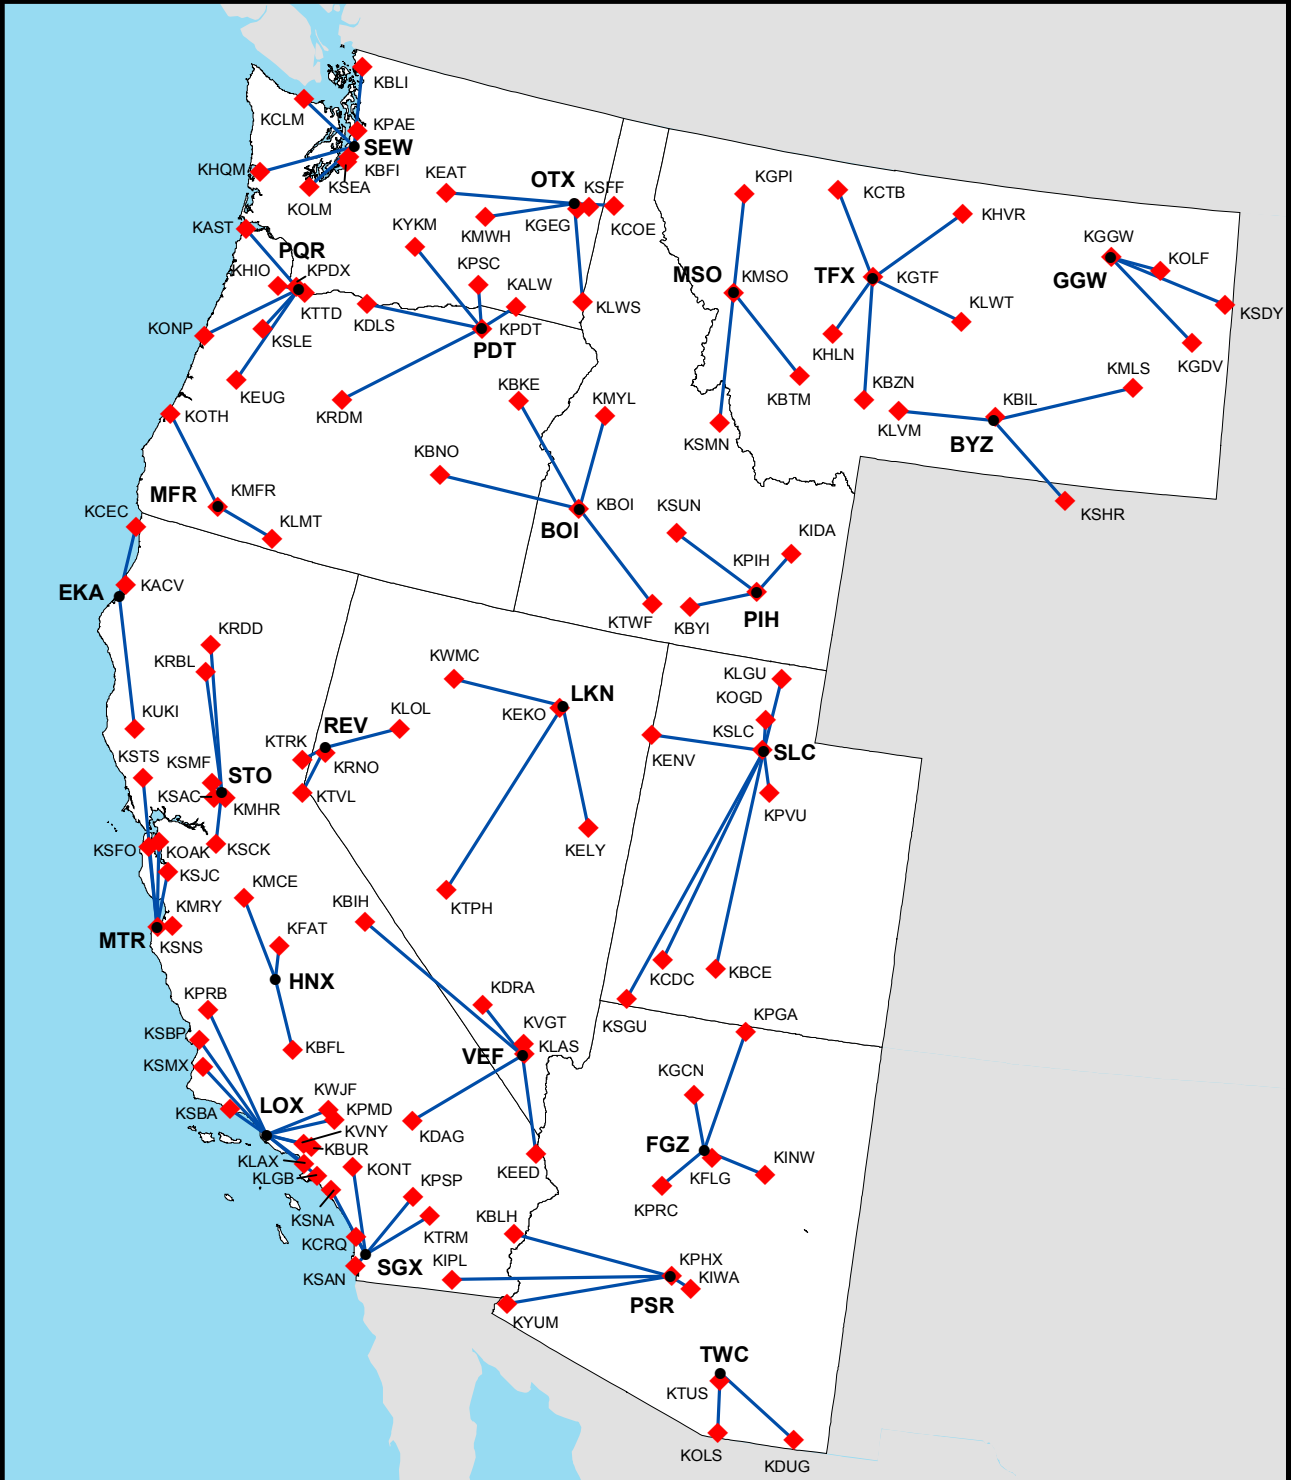 KBLI
KCLM
KPAE
SEW
KHQM
KBFI
KSEA
KOLM
KEAT
OTX
KSFF
KGPI
KCTB
KHVR
KAST
KYKM
KMWH
KGEG
KCOE
KGGW
KOLF
GGW
PQR
KHIO
KPDX
KPSC
KALW
MSO
KMSO
TFX
KGTF
KTTD
KLWS
KLWT
KSDY
KONP
KSLE
KDLS
KPDT
PDT
KHLN
KGDV
KEUG
KRDM
KBKE
KMYL
KBTM
KBZN
KMLS
KOTH
KBIL
KLVM
KSMN
BYZ
KBNO
MFR
KMFR
KBOI
KSUN
KSHR
KCEC
KLMT
BOI
KIDA
KPIH
EKA
KACV
KTWF
KBYI
PIH
KRDD
KRBL
KWMC
KLGU
LKN
KOGD
KUKI
KLOL
KEKO
REV
KSLC
KSTS
KTRK
KENV
SLC
KSMF
KRNO
STO
KSAC
KMHR
KTVL
KPVU
KSFO
KOAK
KSCK
KELY
KSJC
KMCE
KBIH
KTPH
KMRY
KFAT
MTR
KSNS
HNX
KCDC
KBCE
KPRB
KDRA
KSGU
KPGA
KSBP
KVGT
KBFL
VEF
KLAS
KSMX
KGCN
KWJF
LOX
KPMD
KSBA
KVNY
KDAG
KBUR
FGZ
KLAX
KONT
KINW
KLGB
KPSP
KEED
KFLG
KPRC
KSNA
KBLH
KTRM
KCRQ
KIPL
KPHX
SGX
KSAN
KIWA
PSR
KYUM
TWC
KTUS
KOLS
KDUG